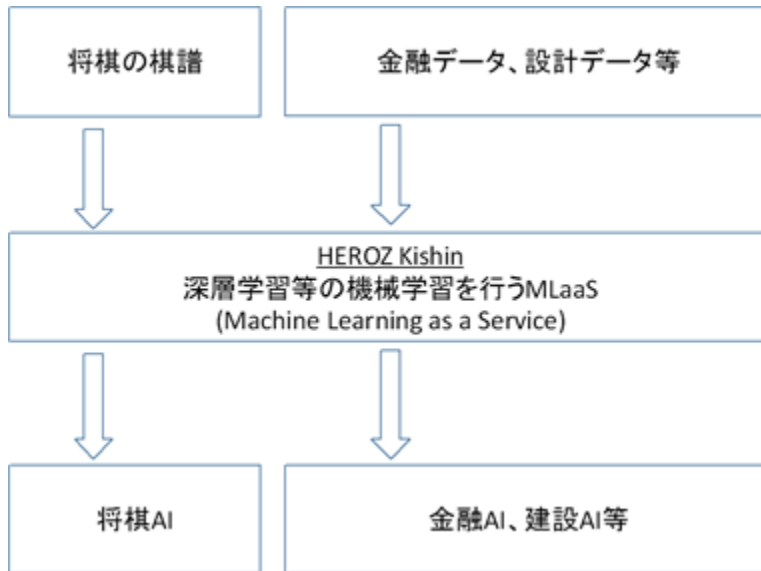 将棋の棋譜
金融データ、設計データ等
HEROZ Kishin
深層学習等の機械学習を行うMLaaS
(Machine Learning as a Service)
将棋AI
金融AI、建設AI等